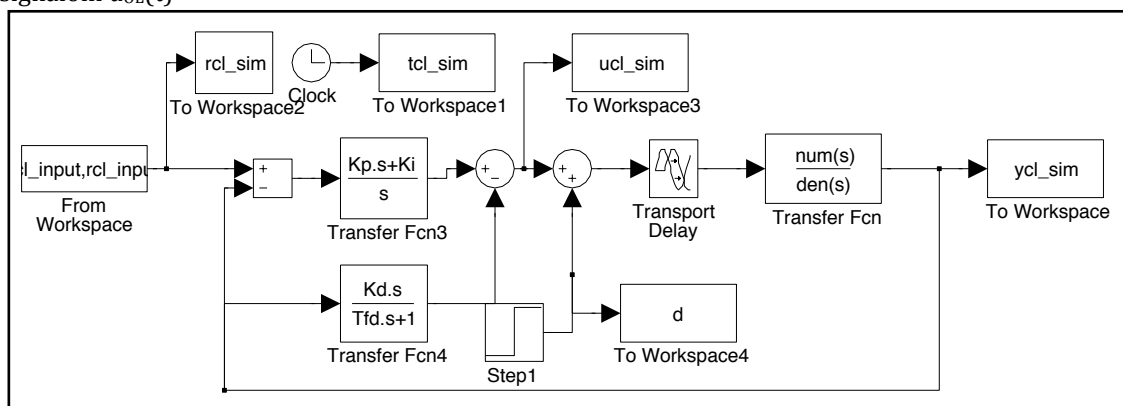 rcl_sim
tcl_sim
ucl_sim
Clock
To Workspace2
To Workspace1
To Workspace3
cl_input,rcl_inpu
From
Workspace
+
−
Kp.s+Ki
s
Transfer Fcn3
+
−
+
+
Transport
Delay
num(s)
den(s)
Transfer Fcn
ycl_sim
To Workspace
Kd.s
Tfd.s+1
Transfer Fcn4
Step1
d
To Workspace4